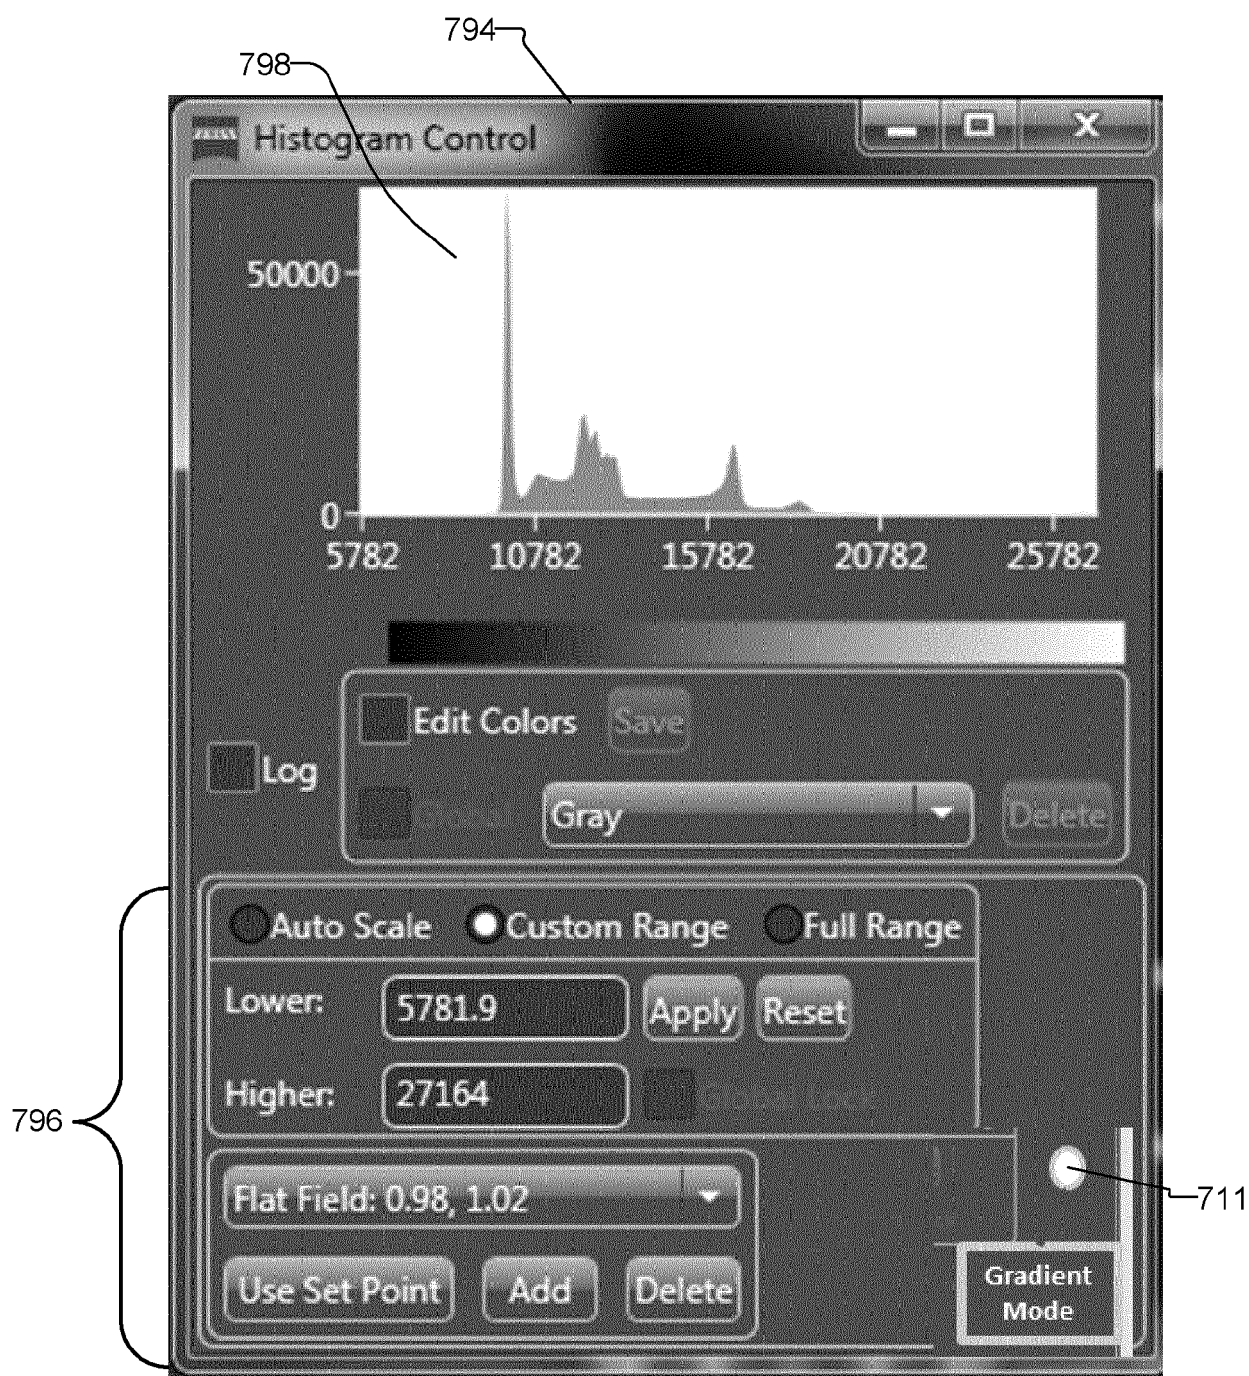 794
798
ZEISS
Histogram Control
X
50000
0
5782 10782 15782 20782 25782
Edit Colors Save
Log
Gray Delete
Auto Scale Custom Range Full Range
Lower: 5781.9 Apply Reset
Higher: 27164
796
Flat Field: 0.98, 1.02
711
Use Set Point Add Delete
Gradient
Mode